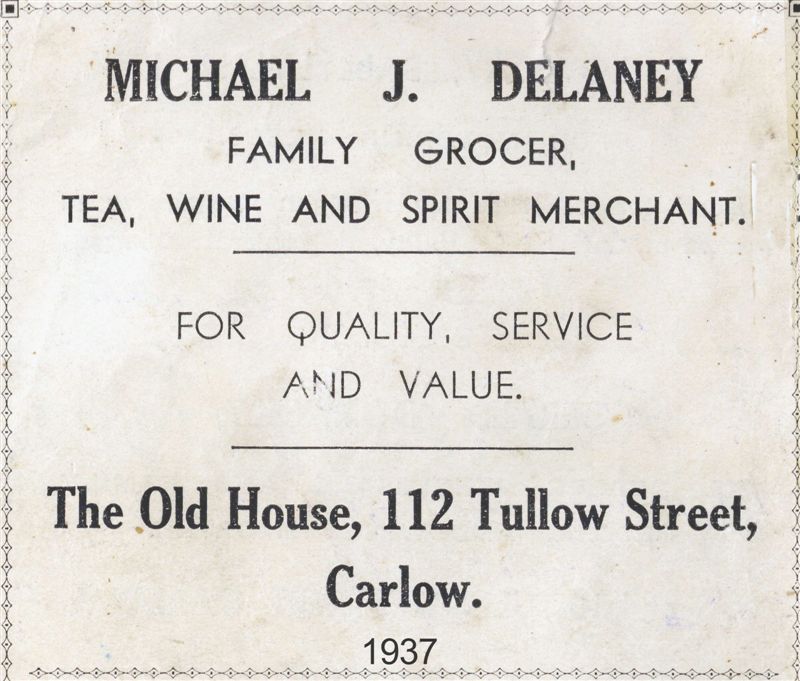 MICHAEL J. DELANEY
FAMILY GROCER,
TEA, WINE AND SPIRIT MERCHANT.
FOR QUALITY, SERVICE
AND VALUE.
The Old House, 112 Tullow Street,
Carlow.
1937